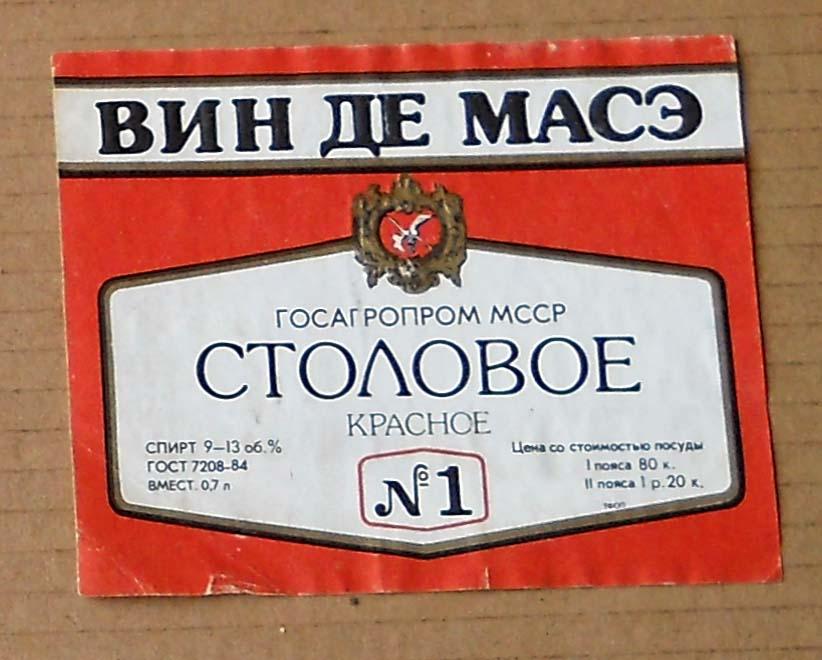 ВИН ДЕ МАСЭ
ГОСАГРОПРОМ МССР
СТОЛОВОЕ
КРАСНОЕ
СПИРТ 9—13 об.%
ГОСТ 7208-84
ВМЕСТ. 0,7 л
№1
Цена со стоимостью посуды
I пояса 80 к.
II пояса 1 р. 20 к.